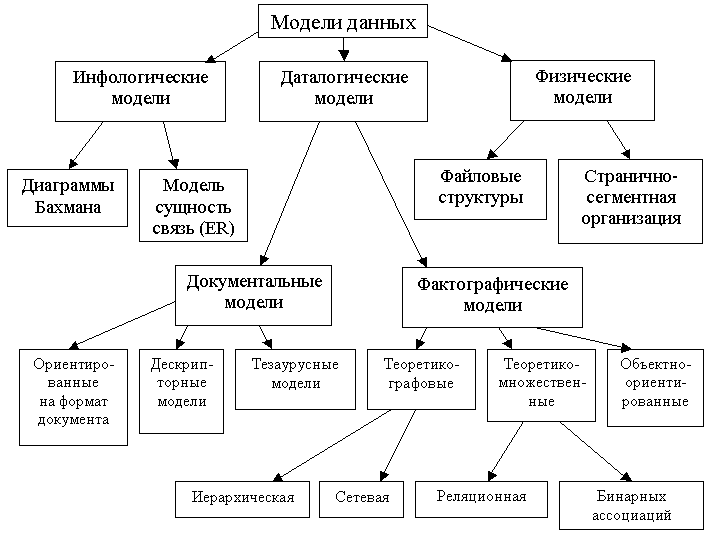 Модели данных
Инфологические
модели
Даталогические
модели
Физические
модели
Диаграммы
Бахмана
Модель
сущность
связь (ER)
Файловые
структуры
Странично-
сегментная
организация
Документальные
модели
Фактографические
модели
Ориентиро-
ванные
на формат
документа
Дескрип-
торные
модели
Тезаурусные
модели
Теоретико-
графовые
Теоретико-
множествен-
ные
Объектно-
ориенти-
рованные
Иерархическая
Сетевая
Реляционная
Бинарных
ассоциаций